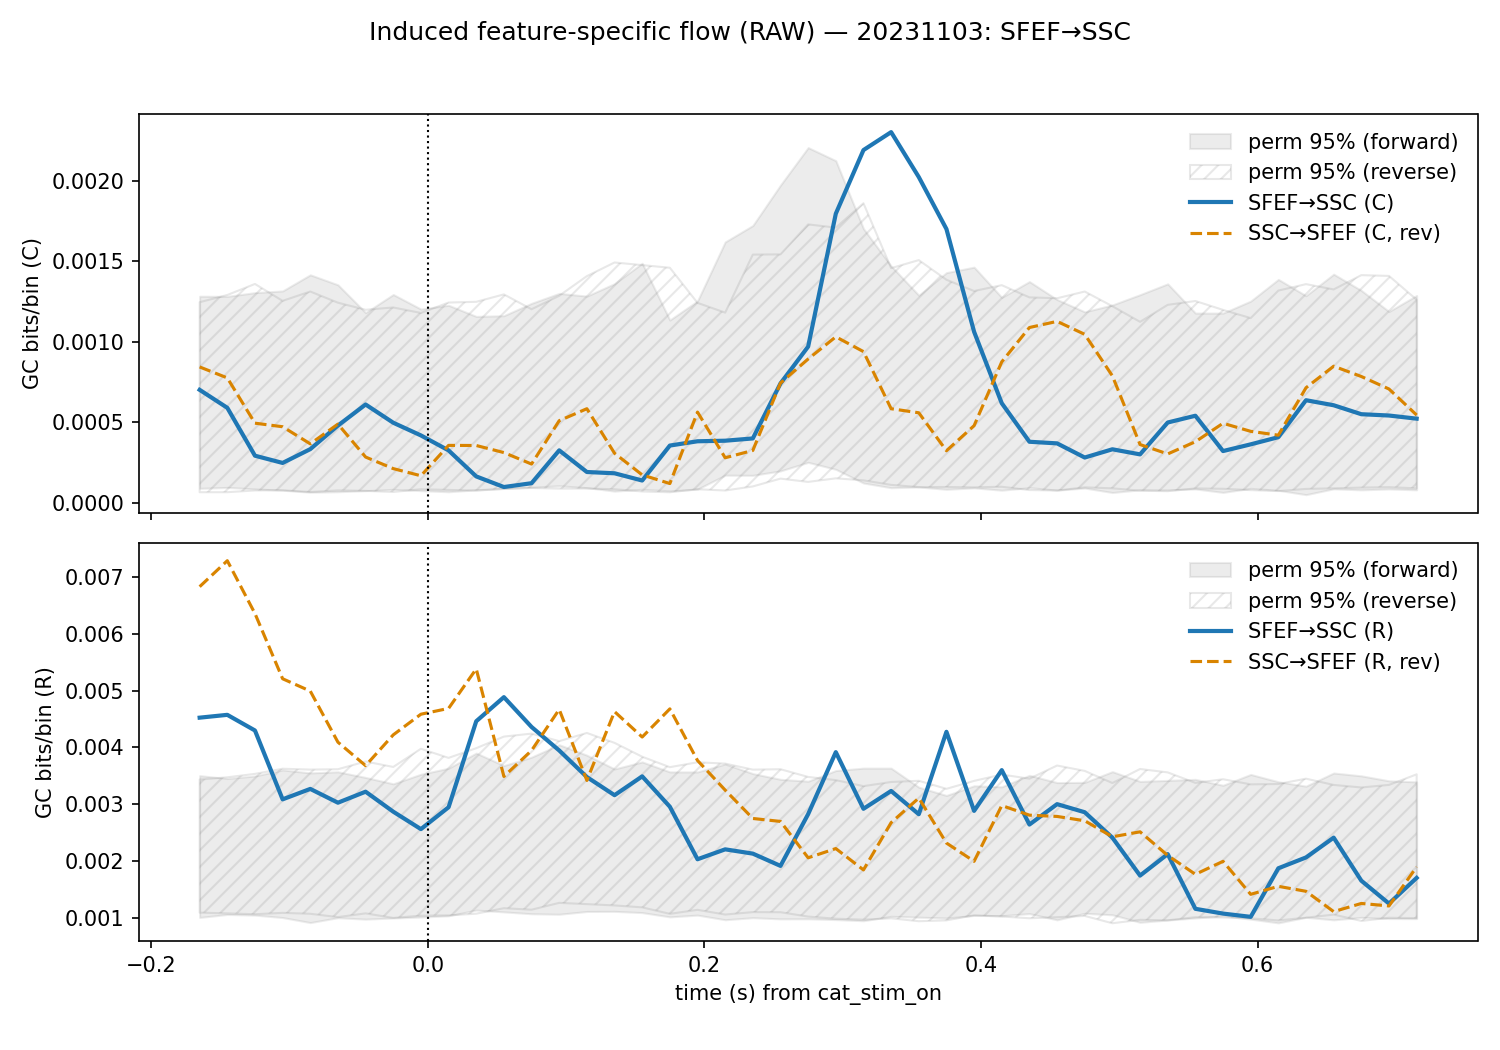 Induced feature-specific flow (RAW) — 20231103: SFEF→SSC
GC bits/bin (C)
0.0020
0.0015
0.0010
0.0005
0.0000
perm 95% (forward)
perm 95% (reverse)
SFEF→SSC (C)
SSC→SFEF (C, rev)
GC bits/bin (R)
0.007
0.006
0.005
0.004
0.003
0.002
0.001
perm 95% (forward)
perm 95% (reverse)
SFEF→SSC (R)
SSC→SFEF (R, rev)
−0.2 0.0 0.2 0.4 0.6
time (s) from cat_stim_on